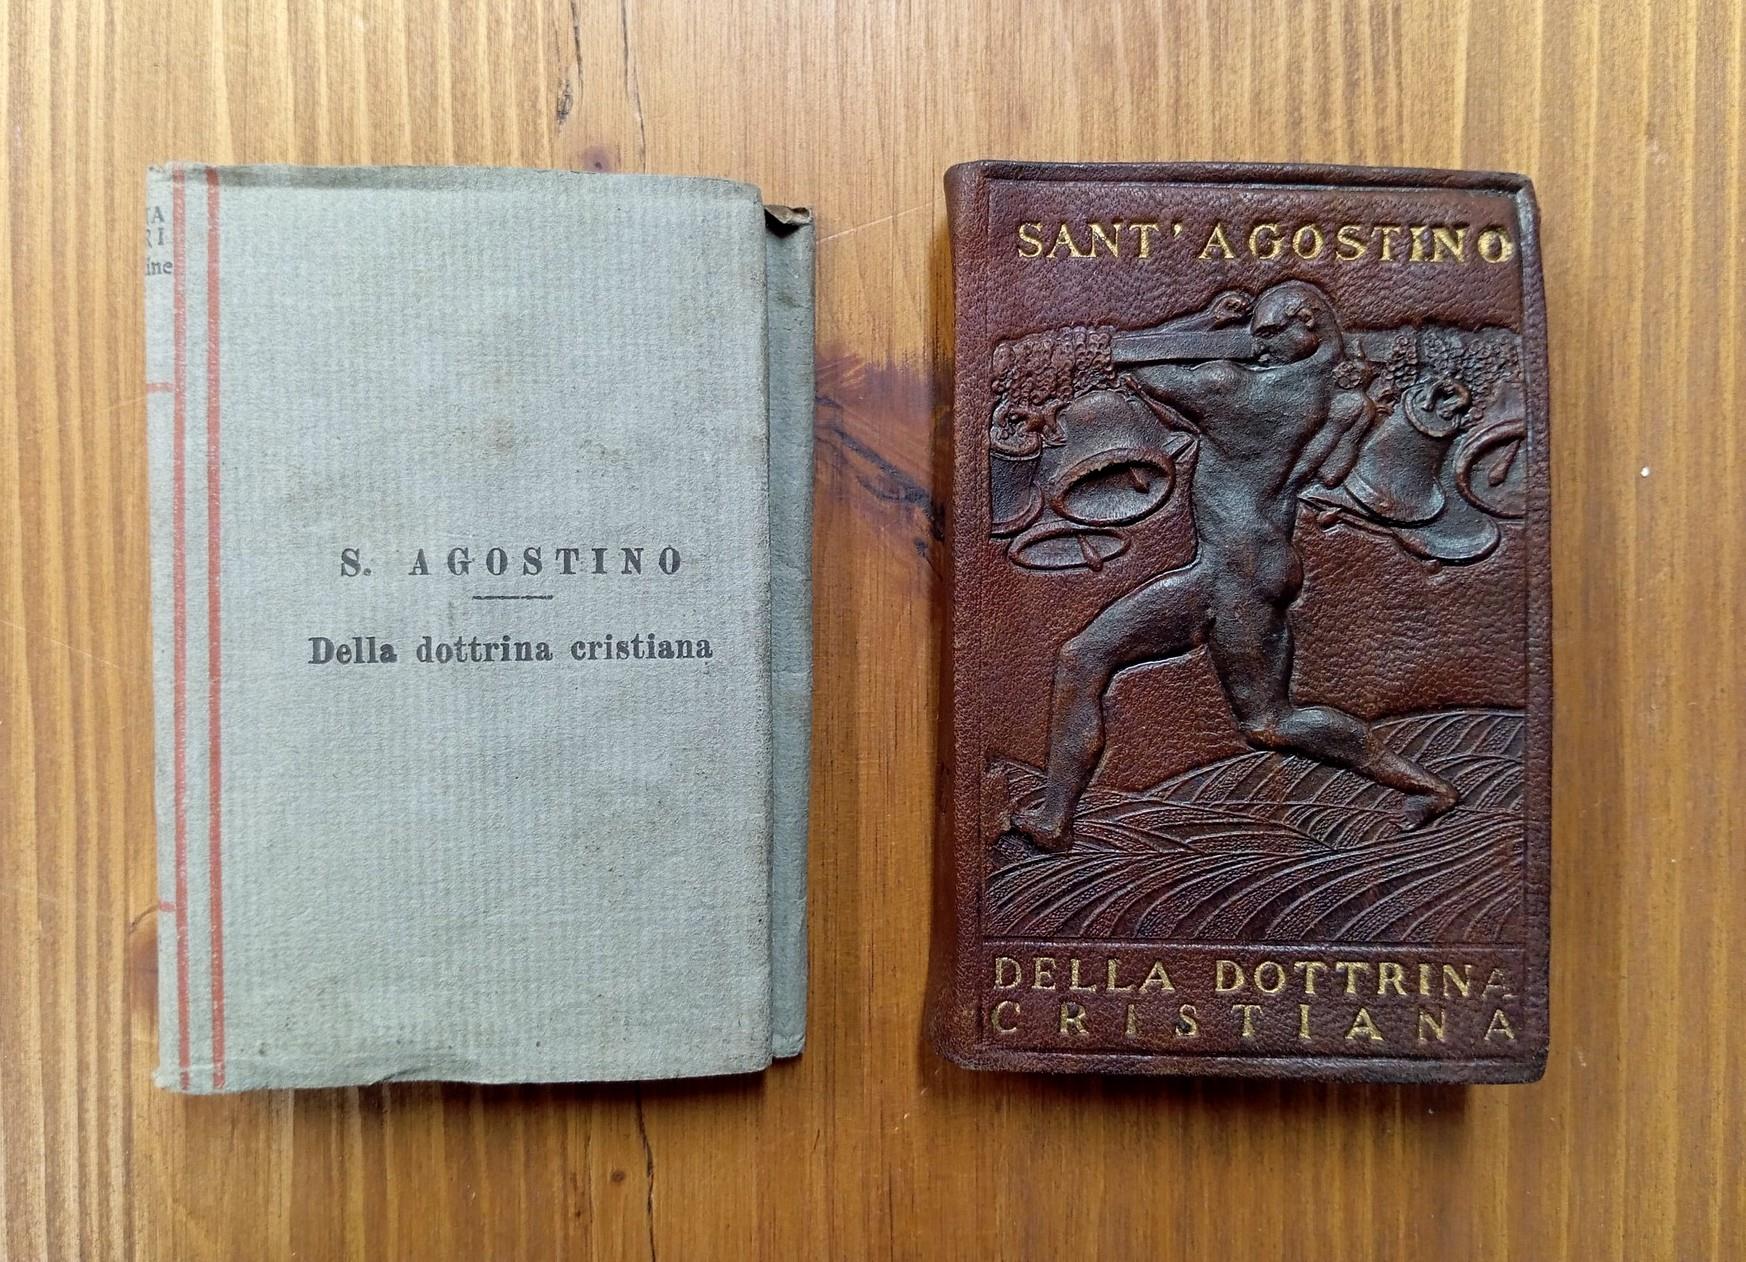 S. AGOSTINO
Della dottrina cristiana
SANT' AGOSTINO
DELLA DOTTRINA
CRISTIANA